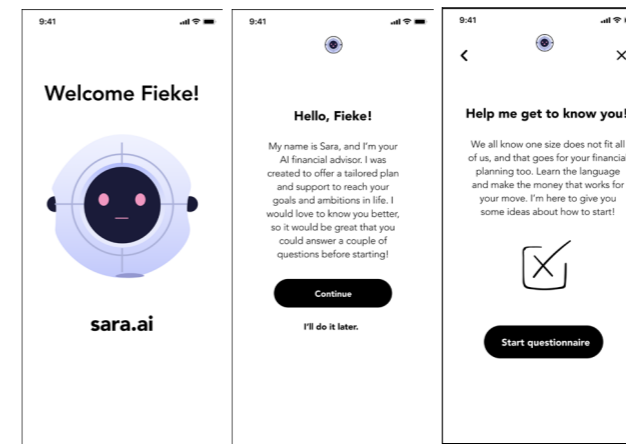 9:41
Welcome Fieke!
sara.ai
9:41
Hello, Fieke!
My name is Sara, and I'm your
AI financial advisor. I was
created to offer a tailored plan
and support to reach your
goals and ambitions in life. I
would love to know you better,
so it would be great that you
could answer a couple of
questions before starting!
Continue
I'll do it later.
9:41
Help me get to know you!
We all know one size does not fit all
of us, and that goes for your financial
planning too. Learn the language
and make the money that works for
your move. I'm here to give you
some ideas about how to start!
Start questionnaire